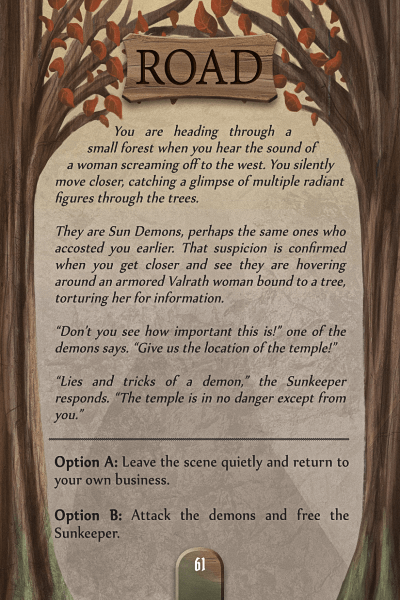 ROAD
You are heading through a
small forest when you hear the sound of
a woman screaming off to the west. You silently
move closer, catching a glimpse of multiple radiant
figures through the trees.
They are Sun Demons, perhaps the same ones who
accosted you earlier. That suspicion is confirmed
when you get closer and see they are hovering
around an armored Valrath woman bound to a tree,
torturing her for information.
“Don’t you see how important this is!” one of the
demons says. “Give us the location of the temple!”
“Lies and tricks of a demon,” the Sunkeeper
responds. “The temple is in no danger except from
you.”
Option A: Leave the scene quietly and return to
your own business.
Option B: Attack the demons and free the
Sunkeeper.
61